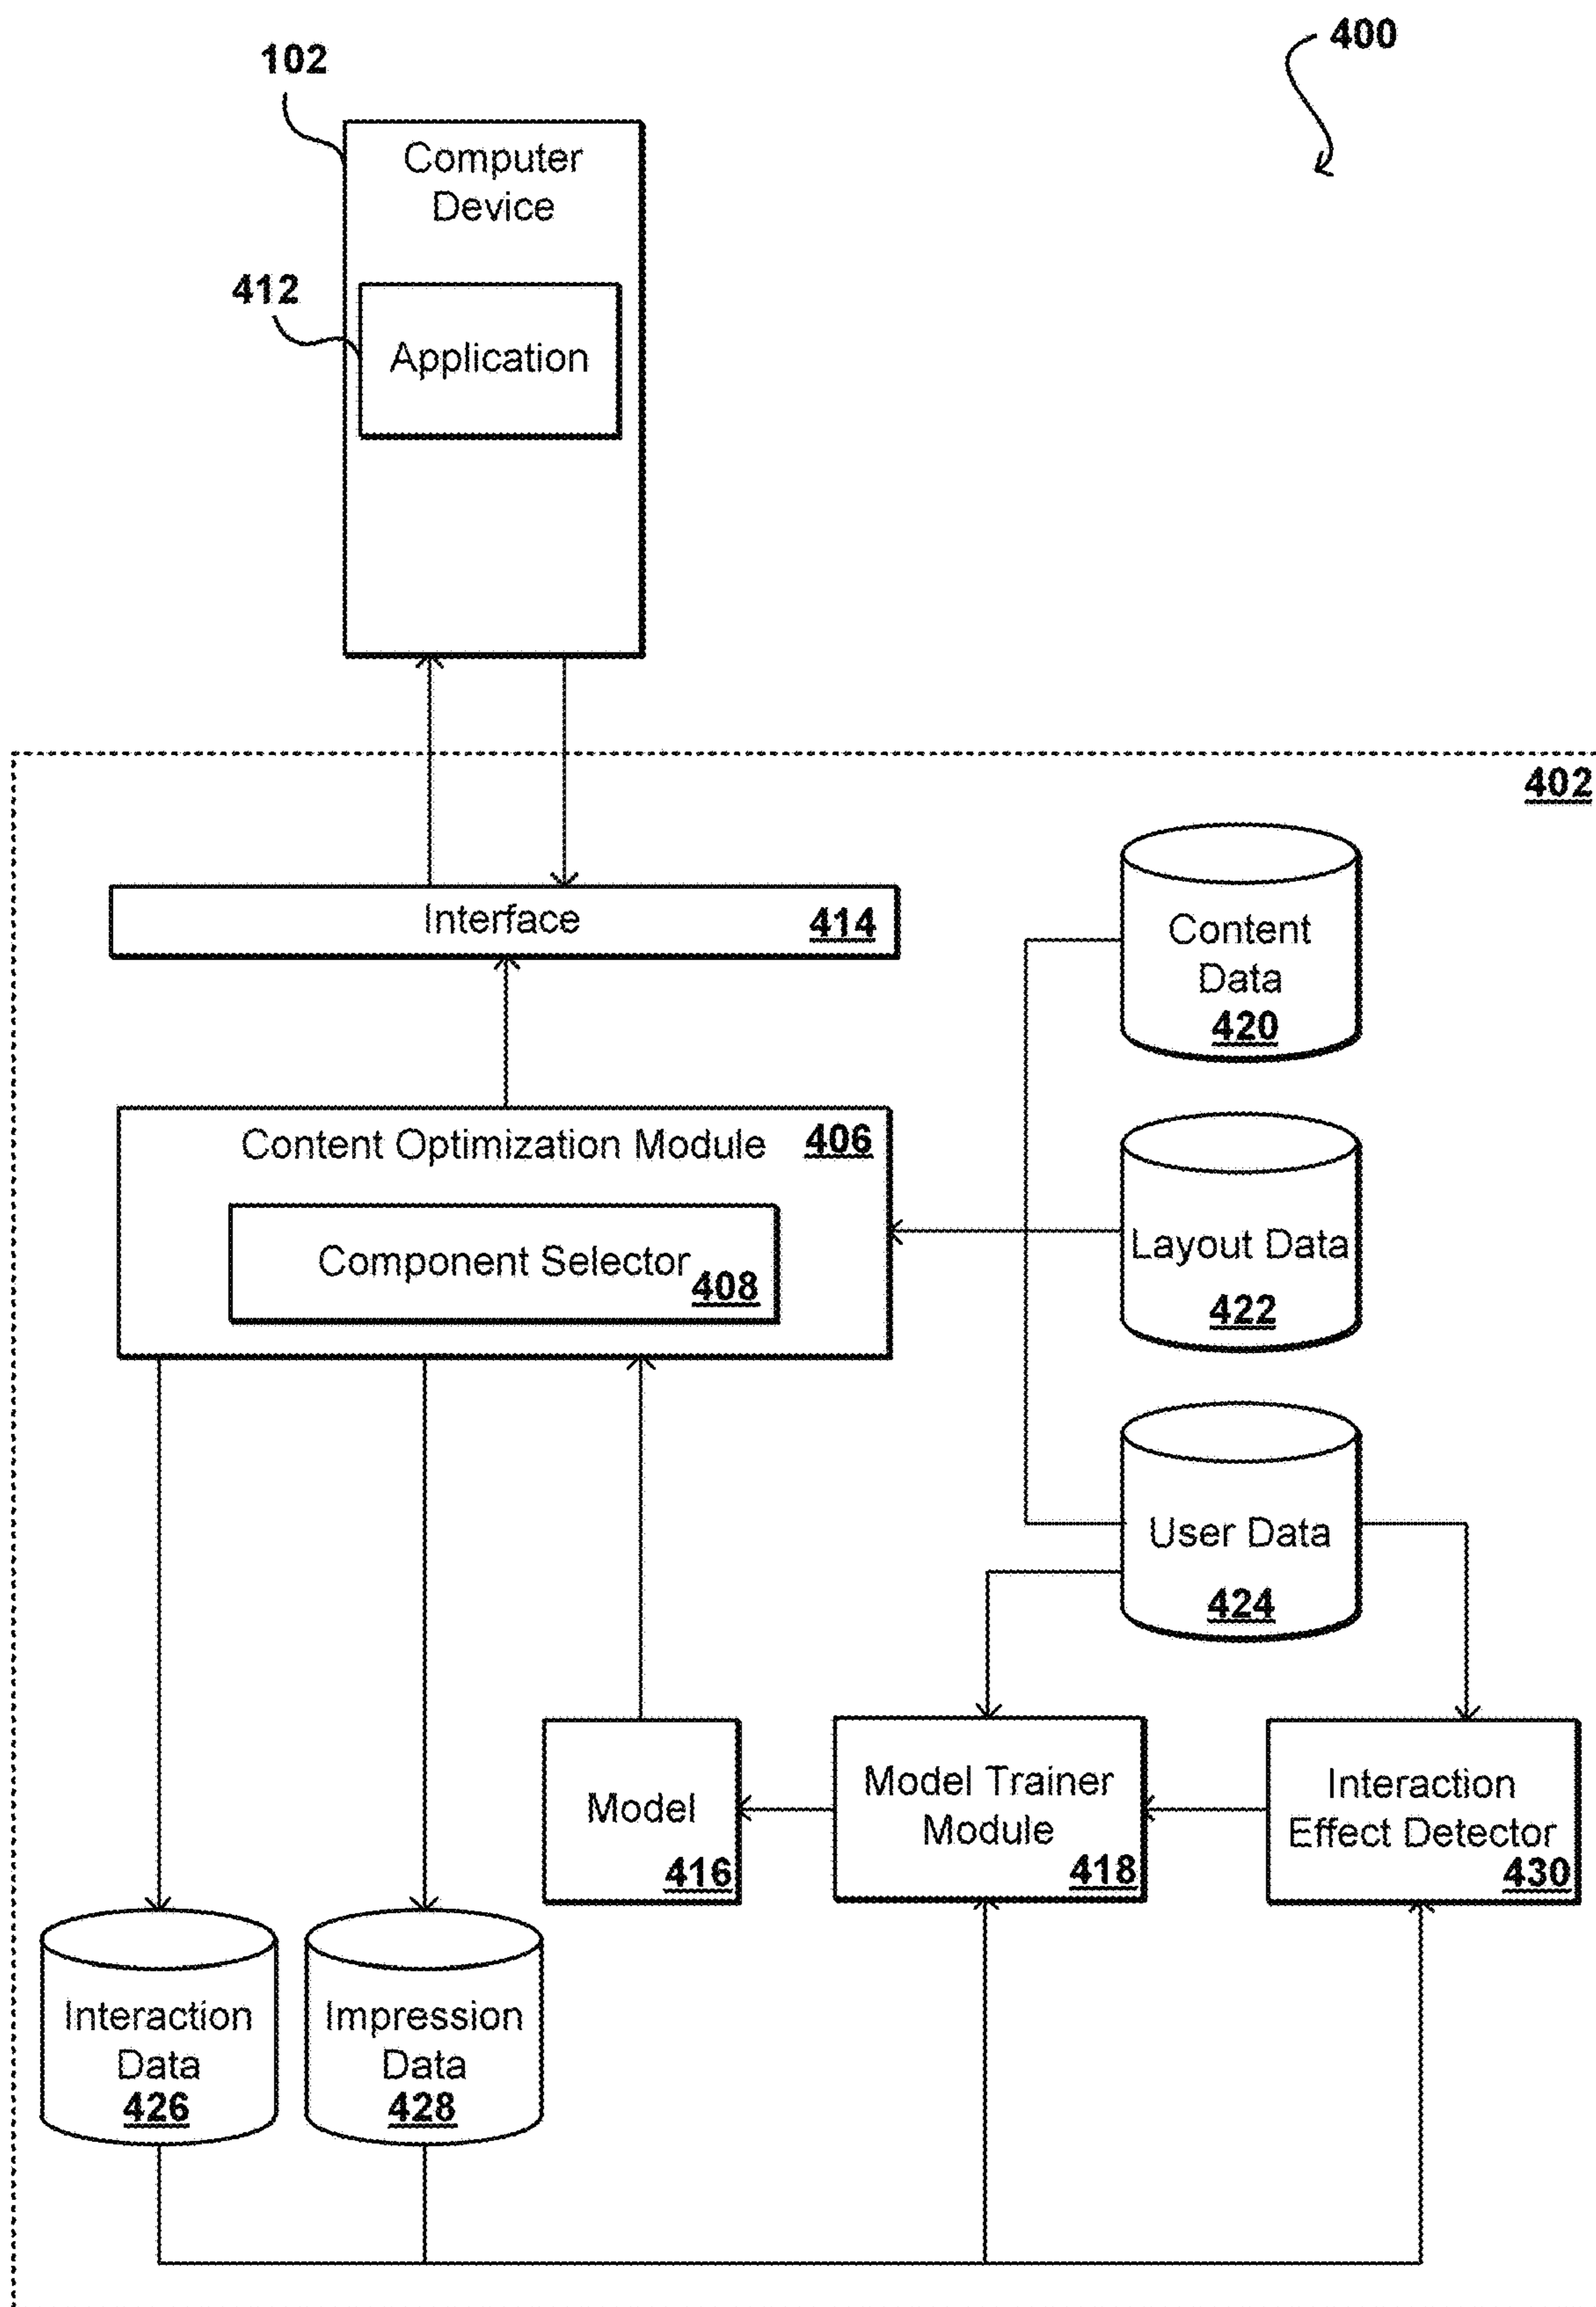 400
102
Computer
Device
412
Application
402
Interface
414
Content
Data
420
Content Optimization Module
406
Component Selector
408
Layout Data
422
User Data
424
Model
416
Model Trainer
Module
418
Interaction
Effect Detector
430
Interaction
Data
426
Impression
Data
428